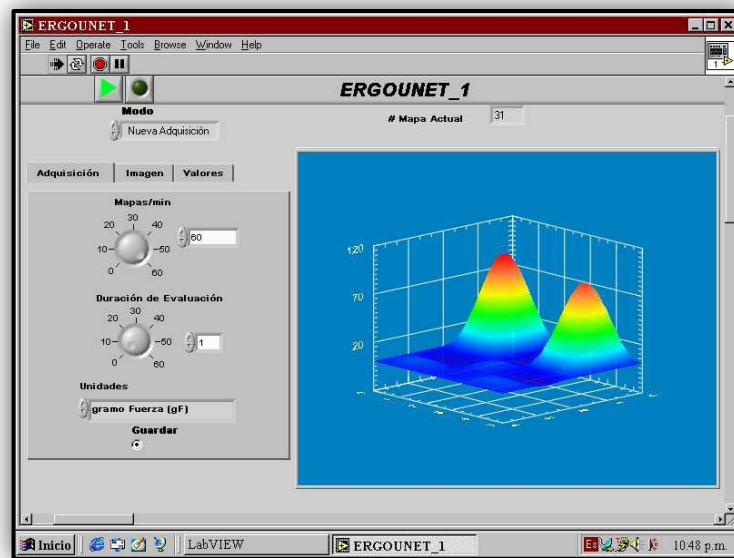 ERGOUNET_1
File Edit Operate Tools Browse Window Help
1
ERGOUNET_1
Modo
Nueva Adquisición
# Mapa Actual
31
Adquisición Imagen Valores
Mapas/min
0 10 20 30 40 50 60
60
Duración de Evaluación
0 10 20 30 40 50 60
1
Unidades
gramo Fuerza (gF)
Guardar
120
70
20
Inicio LabVIEW ERGOUNET_1 Es 10:48 p.m.